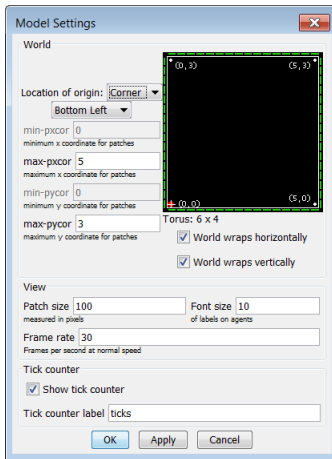 Model Settings
World
(0,3) (5,3)
Location of origin: Corner
Bottom Left
min-pxcor 0
minimum x coordinate for patches
max-pxcor 5
maximum x coordinate for patches
min-pycor 0
minimum y coordinate for patches
(0,0) (5,0)
max-pycor 3
maximum y coordinate for patches
Torus: 6 x 4
World wraps horizontally
World wraps vertically
View
Patch size 100 Font size 10
measured in pixels of labels on agents
Frame rate 30
Frames per second at normal speed
Tick counter
Show tick counter
Tick counter label ticks
OK Apply Cancel